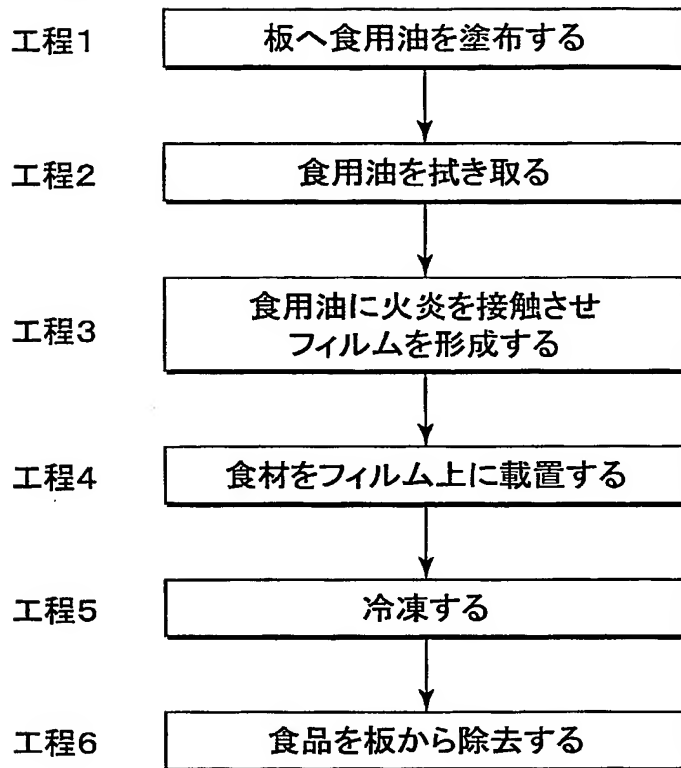 工程1
板へ食用油を塗布する
工程2
食用油を拭き取る
工程3
食用油に火炎を接触させ
フィルムを形成する
工程4
食材をフィルム上に載置する
工程5
冷凍する
工程6
食品を板から除去する